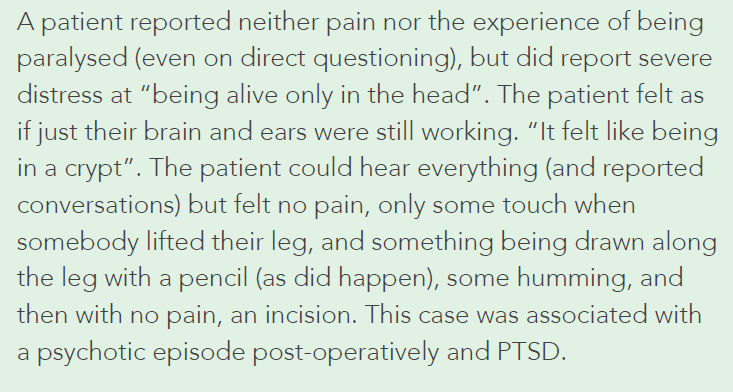 A patient reported neither pain nor the experience of being
paralysed (even on direct questioning), but did report severe
distress at “being alive only in the head”. The patient felt as
if just their brain and ears were still working. “It felt like being
in a crypt”. The patient could hear everything (and reported
conversations) but felt no pain, only some touch when
somebody lifted their leg, and something being drawn along
the leg with a pencil (as did happen), some humming, and
then with no pain, an incision. This case was associated with
a psychotic episode post-operatively and PTSD.